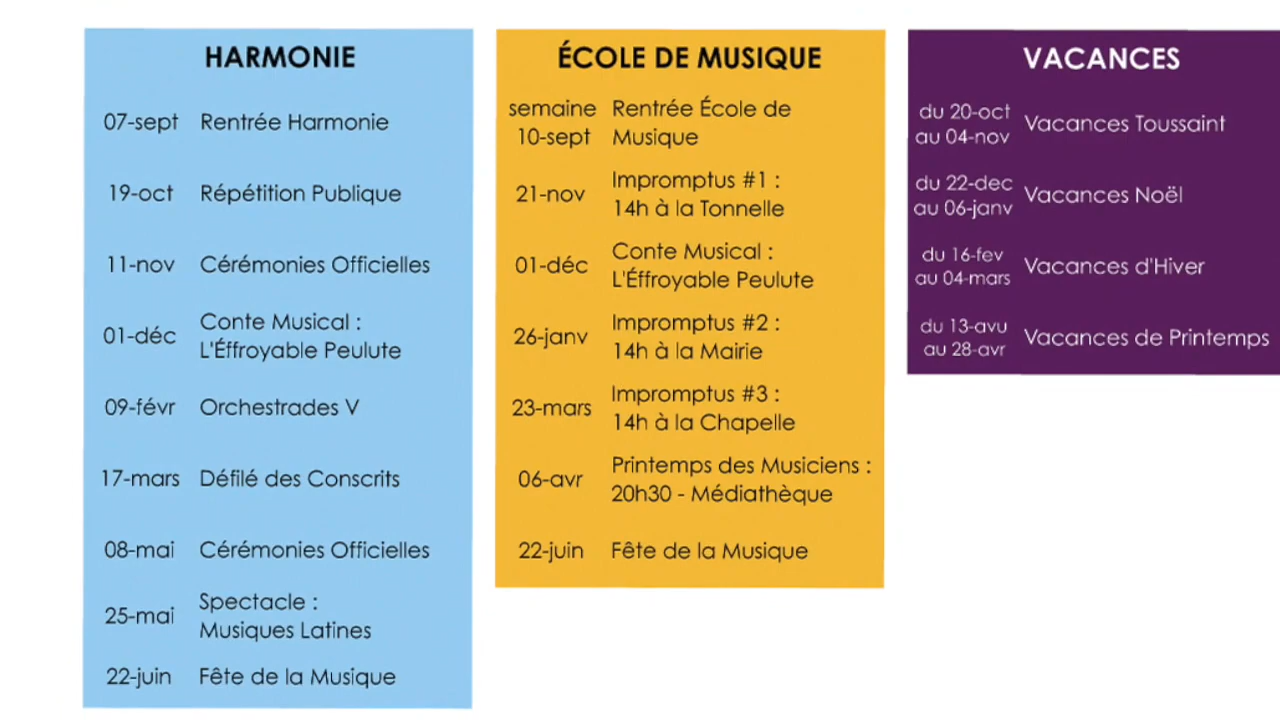 HARMONIE
07-sept Rentrée Harmonie
19-oct Répétition Publique
11-nov Cérémonies Officielles
01-déc Conte Musical :
L'Éffroyable Peulute
09-févr Orchestrades V
17-mars Défilé des Conscrits
08-mai Cérémonies Officielles
25-mai Spectacle :
Musiques Latines
22-juin Fête de la Musique
ÉCOLE DE MUSIQUE
semaine Rentrée École de
10-sept Musique
21-nov Impromptus #1 :
14h à la Tonnelle
01-déc Conte Musical :
L'Éffroyable Peulute
26-janv Impromptus #2 :
14h à la Mairie
23-mars Impromptus #3 :
14h à la Chapelle
06-avr Printemps des Musiciens :
20h30 - Médiathèque
22-juin Fête de la Musique
VACANCES
du 20-oct
au 04-nov Vacances Toussaint
du 22-dec
au 06-janv Vacances Noël
du 16-fev
au 04-mars Vacances d'Hiver
du 13-avu
au 28-avr Vacances de Printemps